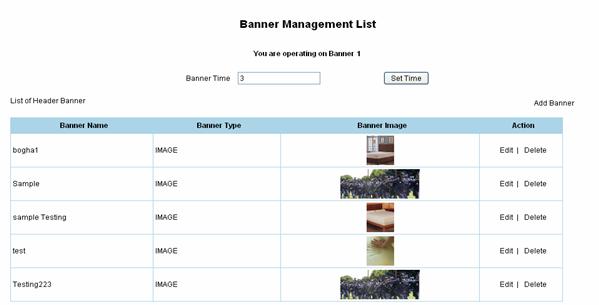 Banner Management List
You are operating on Banner 1
Banner Time 3 Set Time
List of Header Banner Add Banner
Banner Name Banner Type Banner Image Action
bogha1 IMAGE Edit | Delete
Sample IMAGE Edit | Delete
sample Testing IMAGE Edit | Delete
test IMAGE Edit | Delete
Testing223 IMAGE Edit | Delete